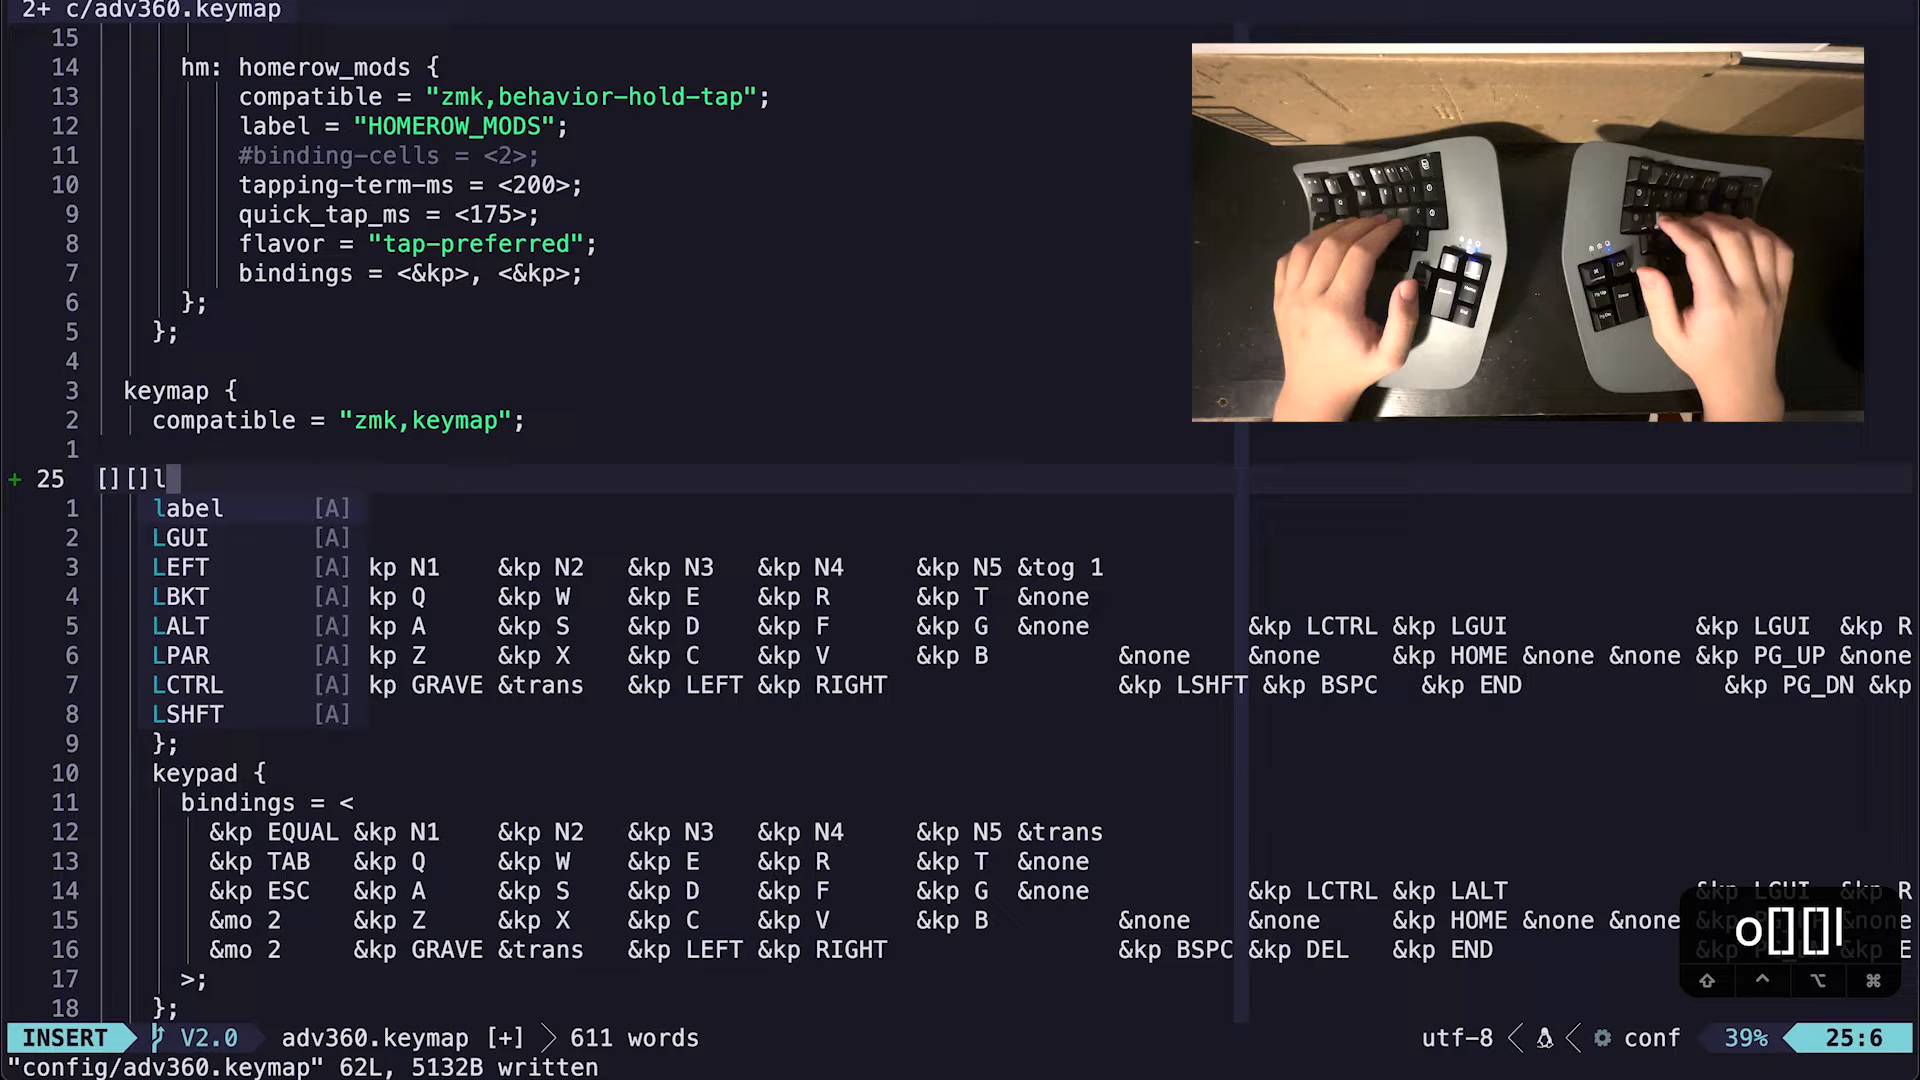 2+ c/adv360.keymap
15
14 hm: homerow_mods {
13 compatible = "zmk,behavior-hold-tap";
12 label = "HOMEROW_MODS";
11 #binding-cells = <2>;
10 tapping-term-ms = <200>;
9 quick_tap_ms = <175>;
8 flavor = "tap-preferred";
7 bindings = <&kp>, <&kp>;
6 };
5 };
4
3 keymap {
2 compatible = "zmk,keymap";
1
+ 25 [][]l
1 label [A]
2 LGUI [A]
3 LEFT [A] kp N1 &kp N2 &kp N3 &kp N4 &kp N5 &tog 1
4 LBKT [A] kp Q &kp W &kp E &kp R &kp T &none
5 LALT [A] kp A &kp S &kp D &kp F &kp G &none &kp LCTRL &kp LGUI &kp LGUI &kp R
6 LPAR [A] kp Z &kp X &kp C &kp V &kp B &none &none &kp HOME &none &none &kp PG_UP &none
7 LCTRL [A] kp GRAVE &trans &kp LEFT &kp RIGHT &kp LSHFT &kp BSPC &kp END &kp PG_DN &kp
8 LSHFT [A]
9 };
10 keypad {
11 bindings = <
12 &kp EQUAL &kp N1 &kp N2 &kp N3 &kp N4 &kp N5 &trans
13 &kp TAB &kp Q &kp W &kp E &kp R &kp T &none
14 &kp ESC &kp A &kp S &kp D &kp F &kp G &none &kp LCTRL &kp LALT &kp LGUI &kp R
15 &mo 2 &kp Z &kp X &kp C &kp V &kp B &none &none &kp HOME &none &none
16 &mo 2 &kp GRAVE &trans &kp LEFT &kp RIGHT &kp BSPC &kp DEL &kp END
17 >;
18 };
o[][]l
⇧ ^ ⌥ ⌘
INSERT V2.0 adv360.keymap [+] 611 words utf-8 conf 39% 25:6
"config/adv360.keymap" 62L, 5132B written